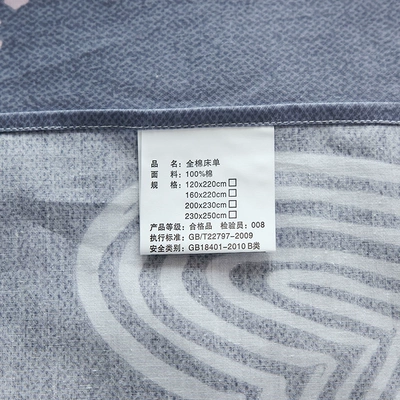 品  名：全棉床单
面  料：100%棉
规  格：120x220cm□
160x220cm□
200x230cm□
230x250cm□
产品等级：合格品 检验员：008
执行标准：GB/T22797-2009
安全类别：GB18401-2010 B类